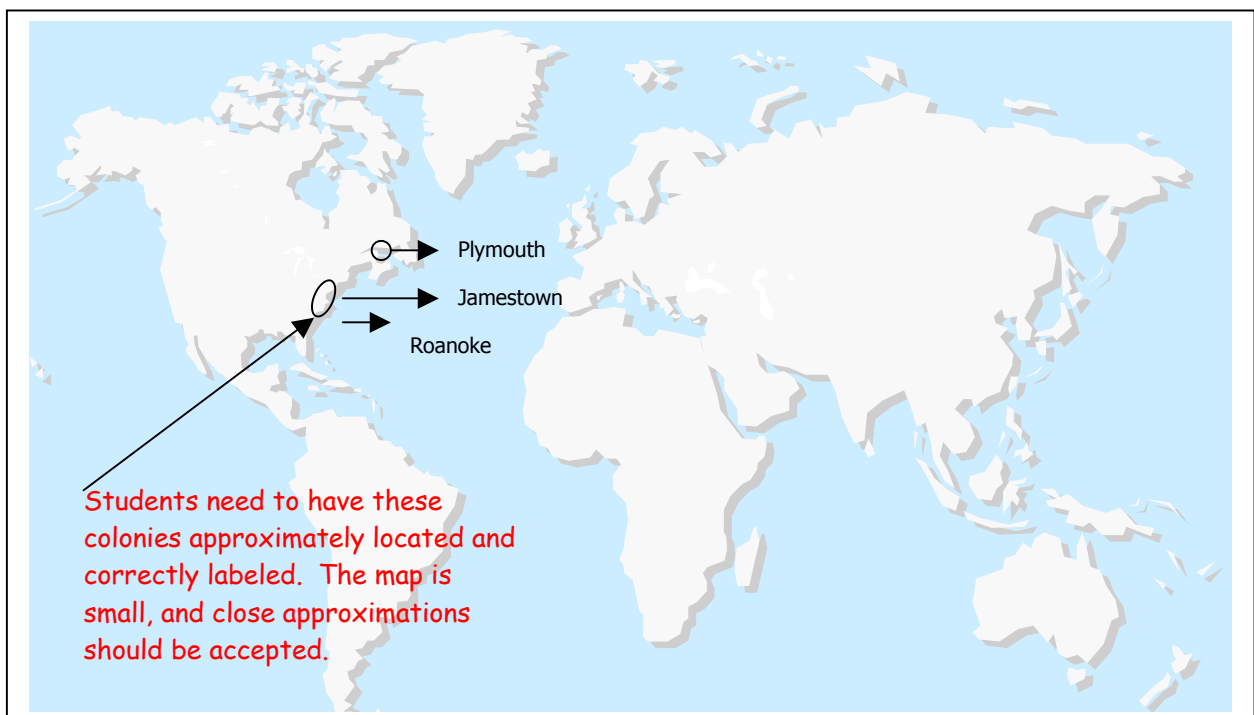 Plymouth
Jamestown
Roanoke
Students need to have these
colonies approximately located and
correctly labeled.  The map is
small, and close approximations
should be accepted.